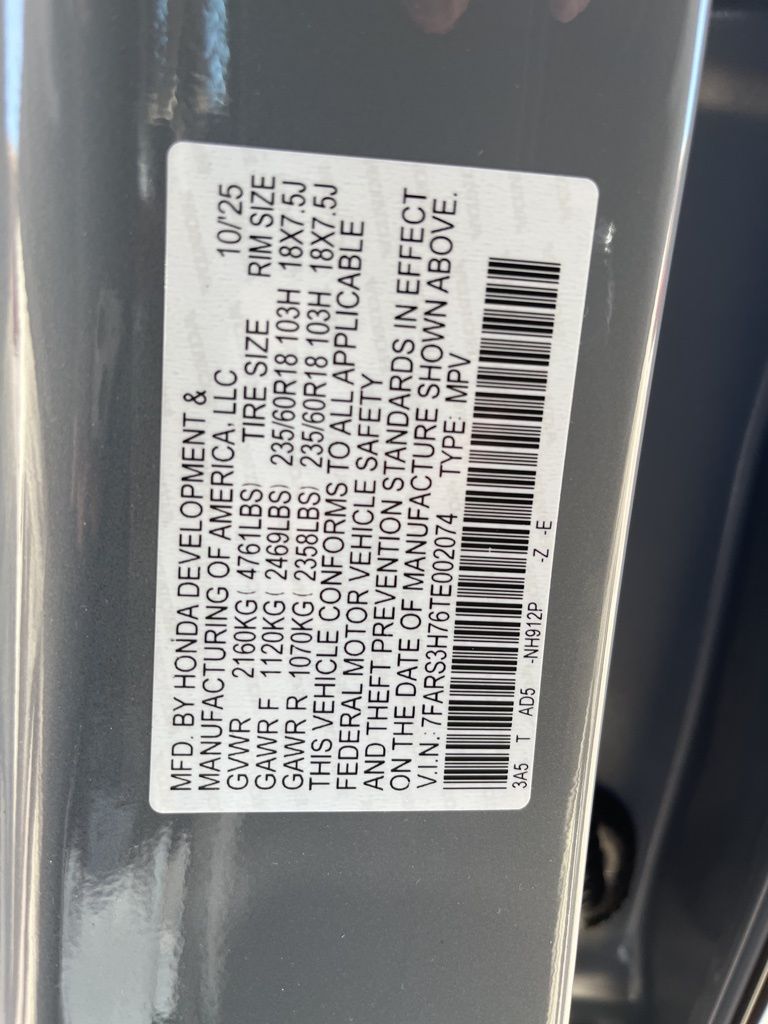 MFD. BY HONDA DEVELOPMENT &
MANUFACTURING OF AMERICA, LLC 10/'25
GVWR 2160KG( 4761LBS) TIRE SIZE RIM SIZE
GAWR F 1120KG( 2469LBS) 235/60R18 103H 18X7.5J
GAWR R 1070KG( 2358LBS) 235/60R18 103H 18X7.5J
THIS VEHICLE CONFORMS TO ALL APPLICABLE
FEDERAL MOTOR VEHICLE SAFETY
AND THEFT PREVENTION STANDARDS IN EFFECT
ON THE DATE OF MANUFACTURE SHOWN ABOVE.
V.I.N.: 7FARS3H76TE002074 TYPE: MPV
3A5 T AD5 -NH912P -Z -E